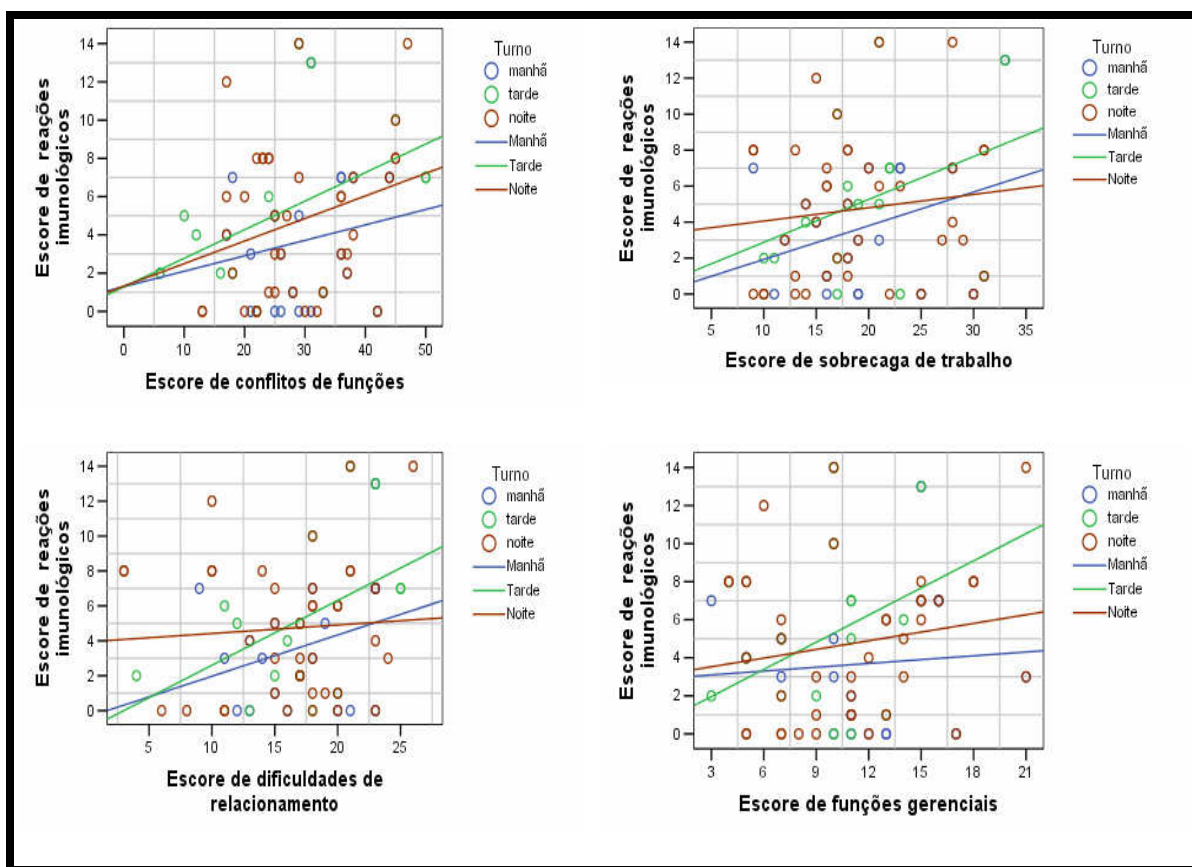 Escore de reações
imunológicos
14
12
10
8
6
4
2
0
0 10 20 30 40 50
Escore de conflitos de funções
Turno
manhã
tarde
noite
Manhã
Tarde
Noite
Escore de reações
imunológicos
14
12
10
8
6
4
2
0
5 10 15 20 25 30 35
Escore de sobrecaga de trabalho
Turno
manhã
tarde
noite
Manhã
Tarde
Noite
Escore de reações
imunológicos
14
12
10
8
6
4
2
0
5 10 15 20 25
Escore de dificuldades de
relacionamento
Turno
manhã
tarde
noite
Manhã
Tarde
Noite
Escore de reações
imunológicos
14
12
10
8
6
4
2
0
3 6 9 12 15 18 21
Escore de funções gerenciais
Turno
manhã
tarde
noite
Manhã
Tarde
Noite